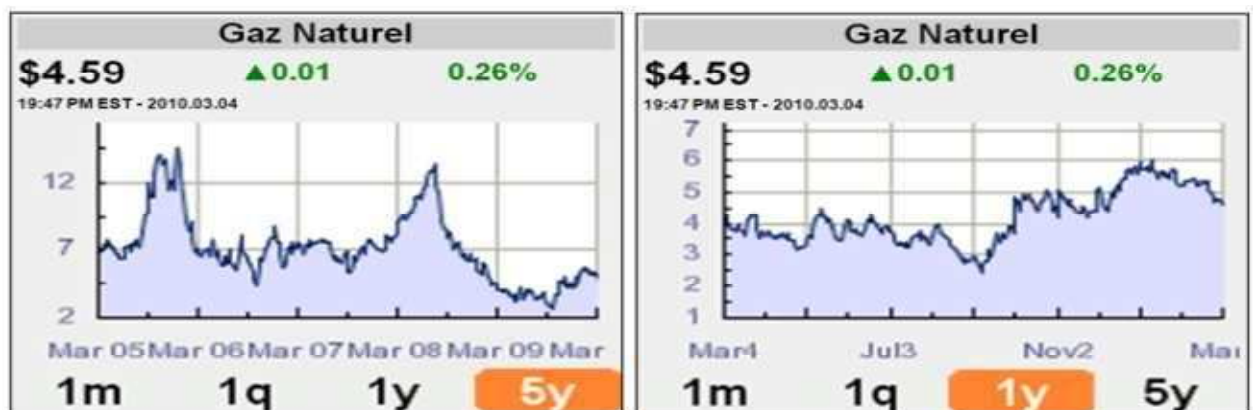 Gaz Naturel
$4.59 ▲0.01 0.26%
19:47 PM EST - 2010.03.04
12
7
2
Mar 05 Mar 06 Mar 07 Mar 08 Mar 09 Mar
1m 1q 1y 5y
Gaz Naturel
$4.59 ▲0.01 0.26%
19:47 PM EST - 2010.03.04
7
6
5
4
3
2
1
Mar4 Jul3 Nov2
1m 1q 1y 5y